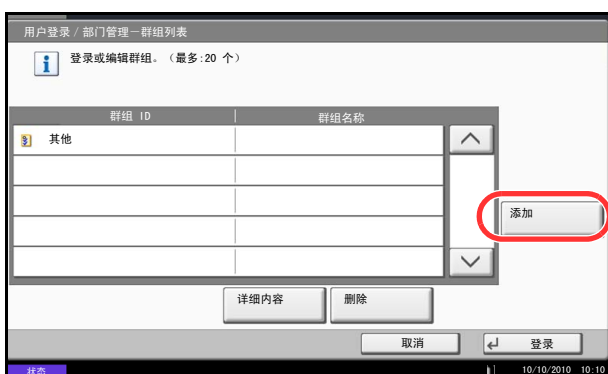 用户登录 / 部门管理－群组列表
登录或编辑群组。（最多:20 个）
群组 ID 群组名称
其他
添加
详细内容 删除
取消 登录
状态 10/10/2010 10:10